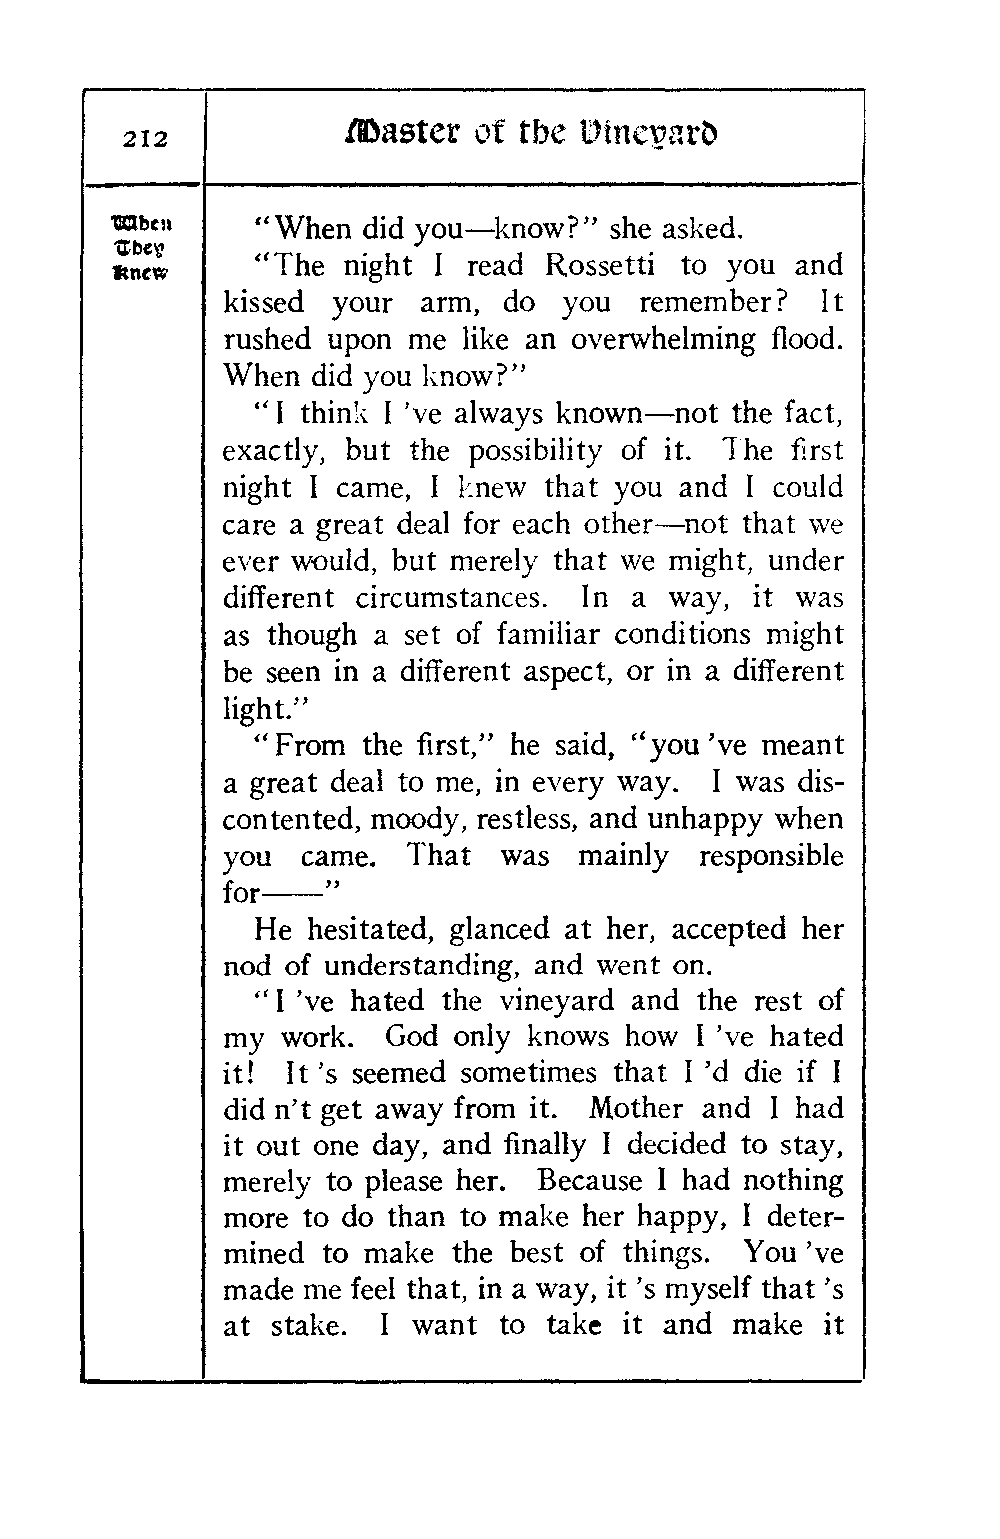 212
Master of the Vineyard
When
They
Knew
“When did you—know?” she asked.
“The night I read Rossetti to you and
kissed your arm, do you remember? It
rushed upon me like an overwhelming flood.
When did you know?”
“I think I ’ve always known—not the fact,
exactly, but the possibility of it. The first
night I came, I knew that you and I could
care a great deal for each other—not that we
ever would, but merely that we might, under
different circumstances. In a way, it was
as though a set of familiar conditions might
be seen in a different aspect, or in a different
light.”
“From the first,” he said, “you ’ve meant
a great deal to me, in every way. I was dis-
contented, moody, restless, and unhappy when
you came. That was mainly responsible
for——”
He hesitated, glanced at her, accepted her
nod of understanding, and went on.
“I ’ve hated the vineyard and the rest of
my work. God only knows how I ’ve hated
it! It ’s seemed sometimes that I ’d die if I
did n’t get away from it. Mother and I had
it out one day, and finally I decided to stay,
merely to please her. Because I had nothing
more to do than to make her happy, I deter-
mined to make the best of things. You ’ve
made me feel that, in a way, it ’s myself that ’s
at stake. I want to take it and make it